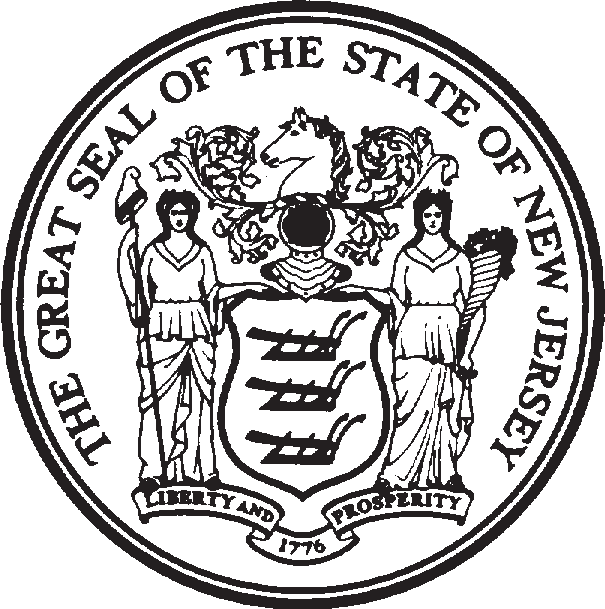 THE GREAT SEAL OF THE STATE OF NEW JERSEY
LIBERTY AND
PROSPERITY
1776